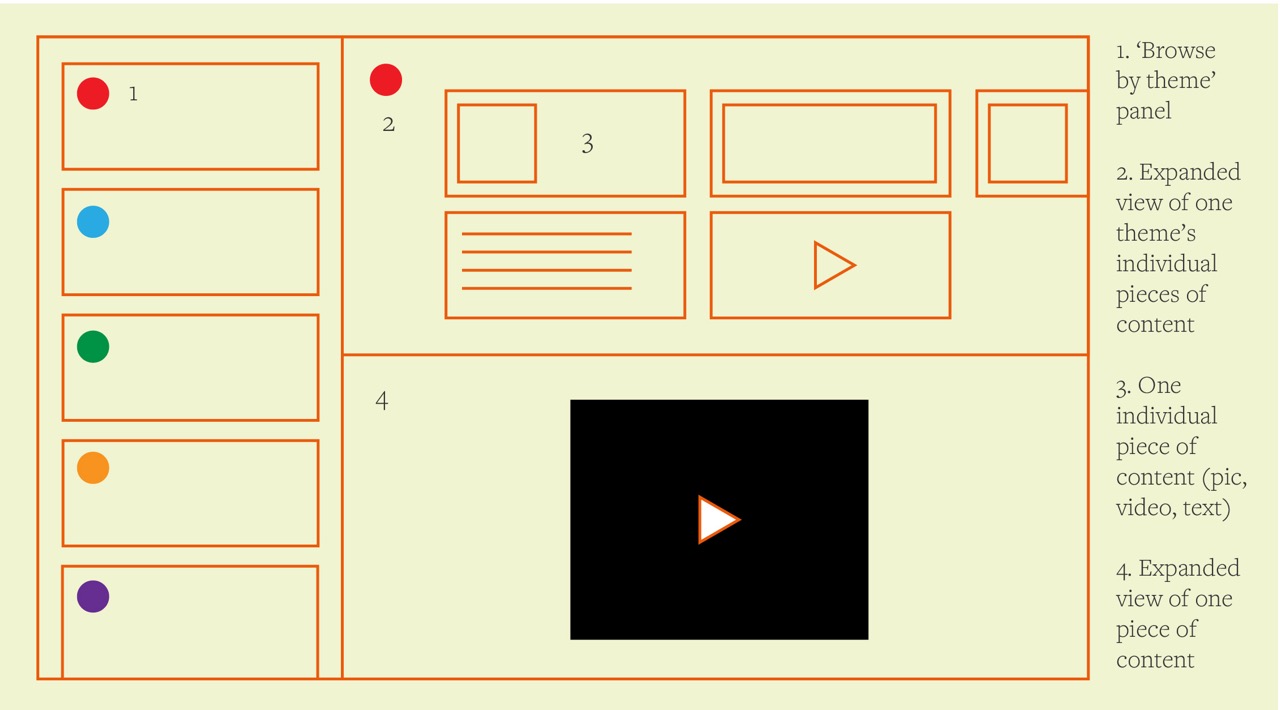 1
2
3
4
1. ‘Browse
by theme’
panel
2. Expanded
view of one
theme’s
individual
pieces of
content
3. One
individual
piece of
content (pic,
video, text)
4. Expanded
view of one
piece of
content